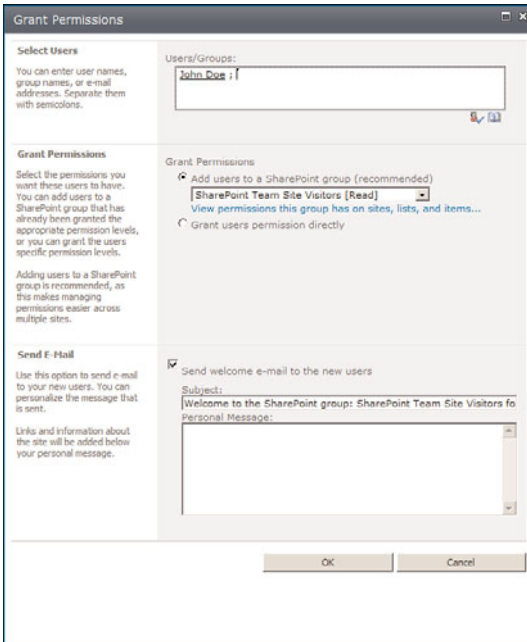 Grant Permissions
Select Users
You can enter user names,
group names, or e-mail
addresses. Separate them
with semicolons.
Users/Groups:
John Doe ;
Grant Permissions
Select the permissions you
want these users to have.
You can add users to a
SharePoint group that has
already been granted the
appropriate permission levels,
or you can grant the users
specific permission levels.
Adding users to a SharePoint
group is recommended, as
this makes managing
permissions easier across
multiple sites.
Grant Permissions
Add users to a SharePoint group (recommended)
SharePoint Team Site Visitors [Read]
View permissions this group has on sites, lists, and items...
Grant users permission directly
Send E-Mail
Use this option to send e-mail
to your new users. You can
personalize the message that
is sent.
Links and information about
the site will be added below
your personal message.
Send welcome e-mail to the new users
Subject:
Welcome to the SharePoint group: SharePoint Team Site Visitors fo
Personal Message:
OK
Cancel